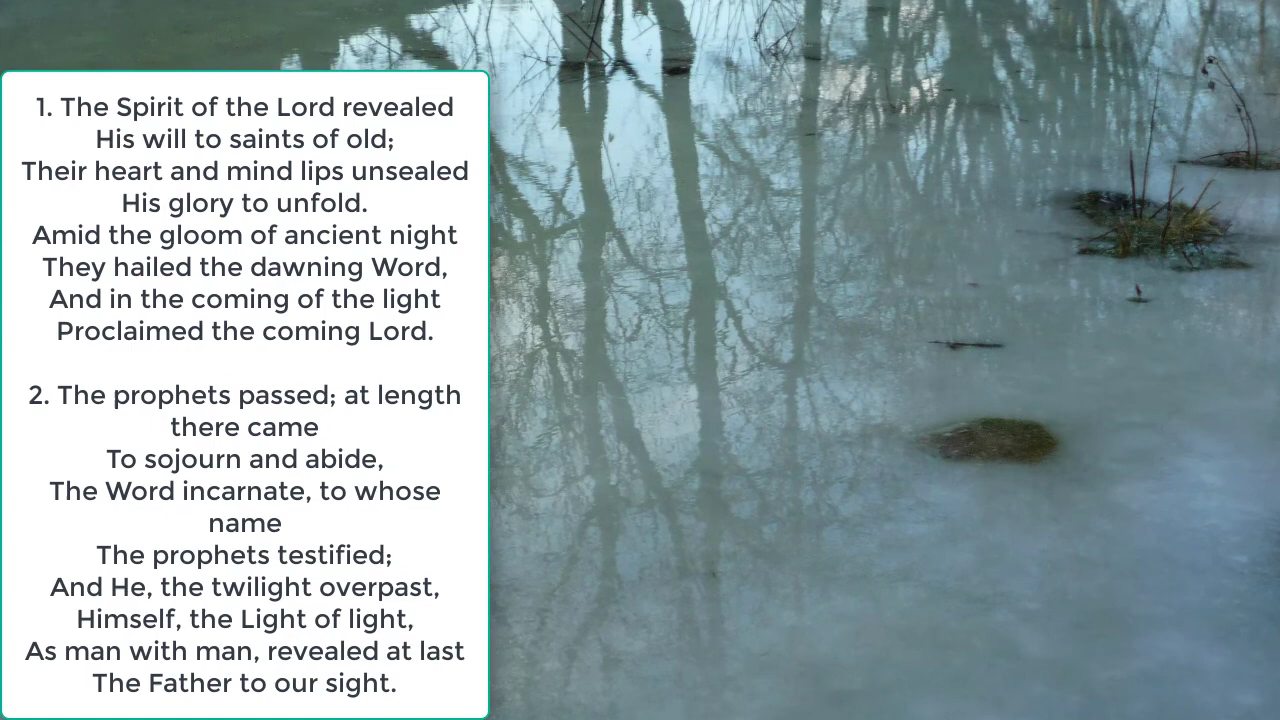 1. The Spirit of the Lord revealed
His will to saints of old;
Their heart and mind lips unsealed
His glory to unfold.
Amid the gloom of ancient night
They hailed the dawning Word,
And in the coming of the light
Proclaimed the coming Lord.
2. The prophets passed; at length
there came
To sojourn and abide,
The Word incarnate, to whose
name
The prophets testified;
And He, the twilight overpast,
Himself, the Light of light,
As man with man, revealed at last
The Father to our sight.